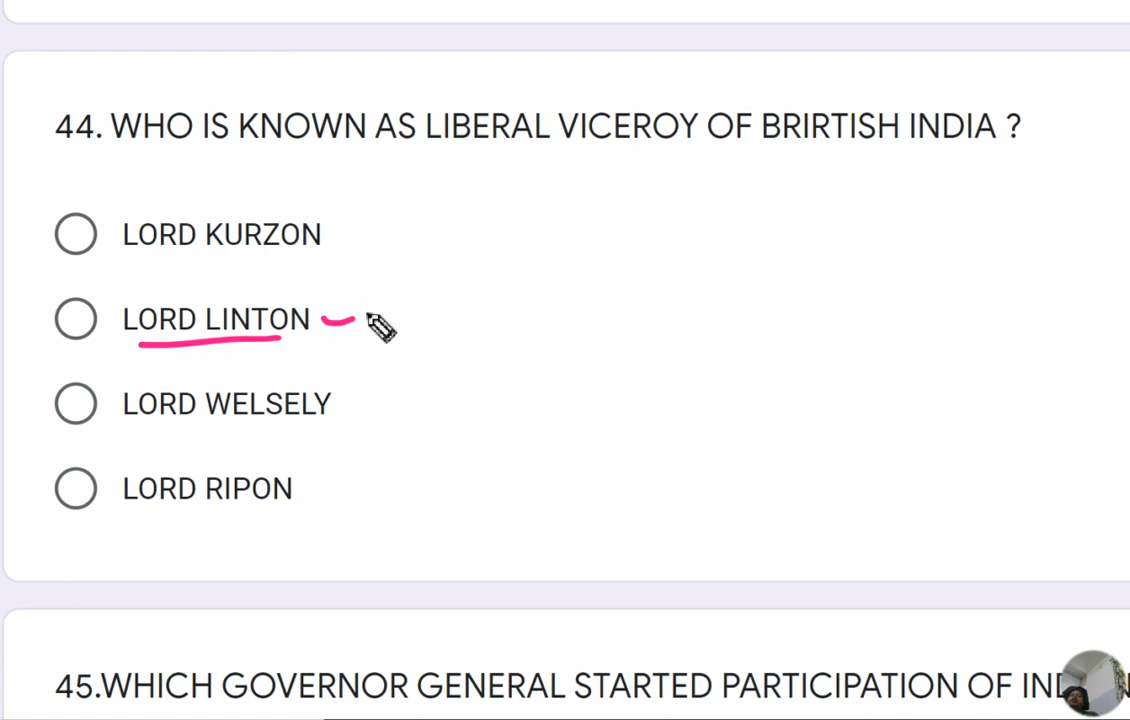 44. WHO IS KNOWN AS LIBERAL VICEROY OF BRIRTISH INDIA ?
LORD KURZON
LORD LINTON
LORD WELSELY
LORD RIPON
45.WHICH GOVERNOR GENERAL STARTED PARTICIPATION OF